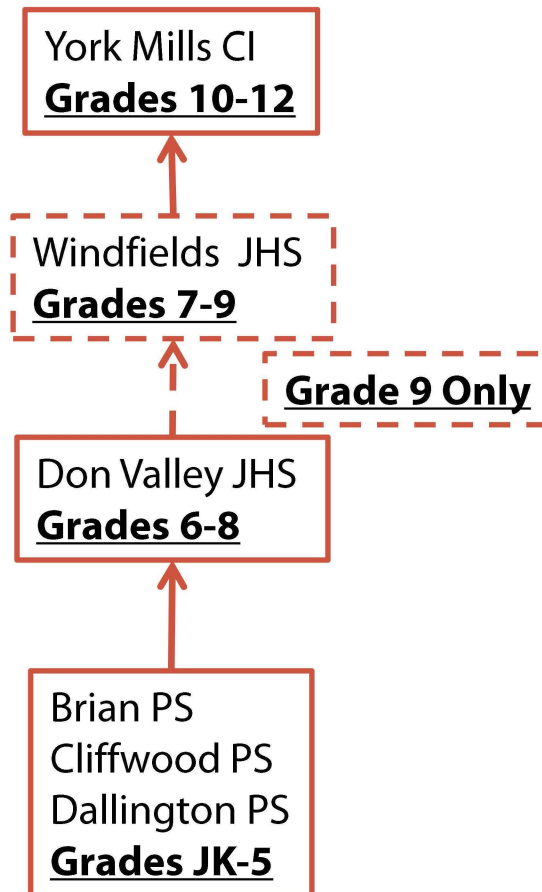 York Mills CI
Grades 10-12
Windfields JHS
Grades 7-9
Grade 9 Only
Don Valley JHS
Grades 6-8
Brian PS
Cliffwood PS
Dallington PS
Grades JK-5